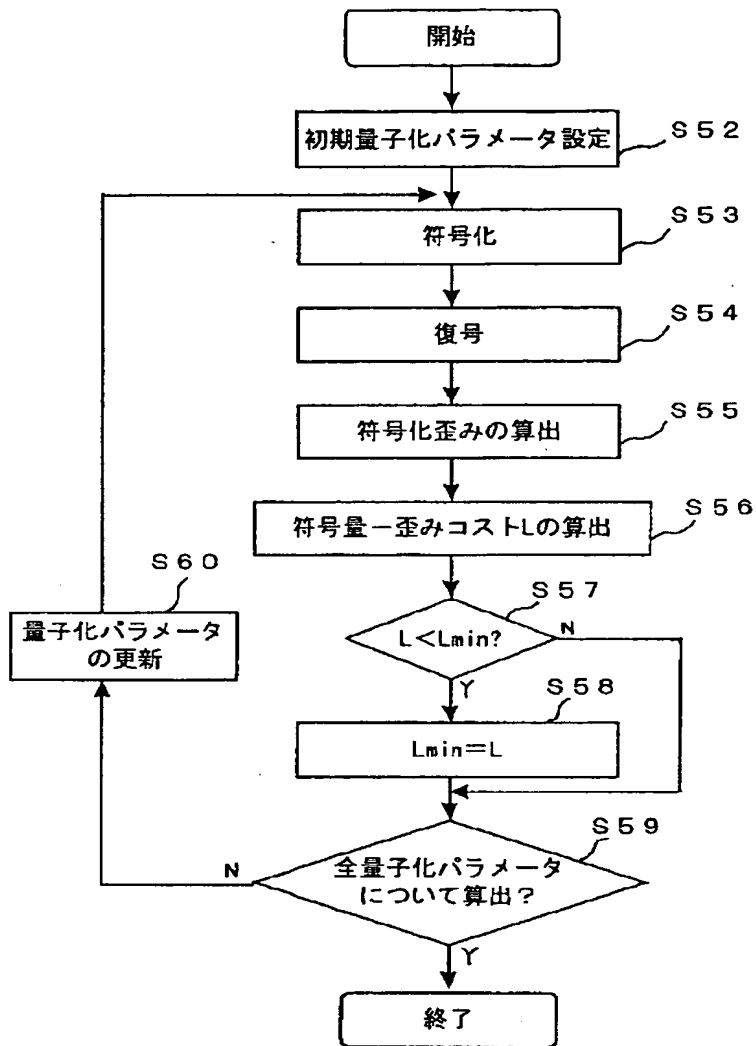 開始
初期量子化パラメータ設定
S52
符号化
S53
復号
S54
符号化歪みの算出
S55
符号量－歪みコストLの算出
S56
S60
量子化パラメータ
の更新
L<Lmin?
S57
N
Y
S58
Lmin=L
S59
N
全量子化パラメータ
について算出?
Y
終了